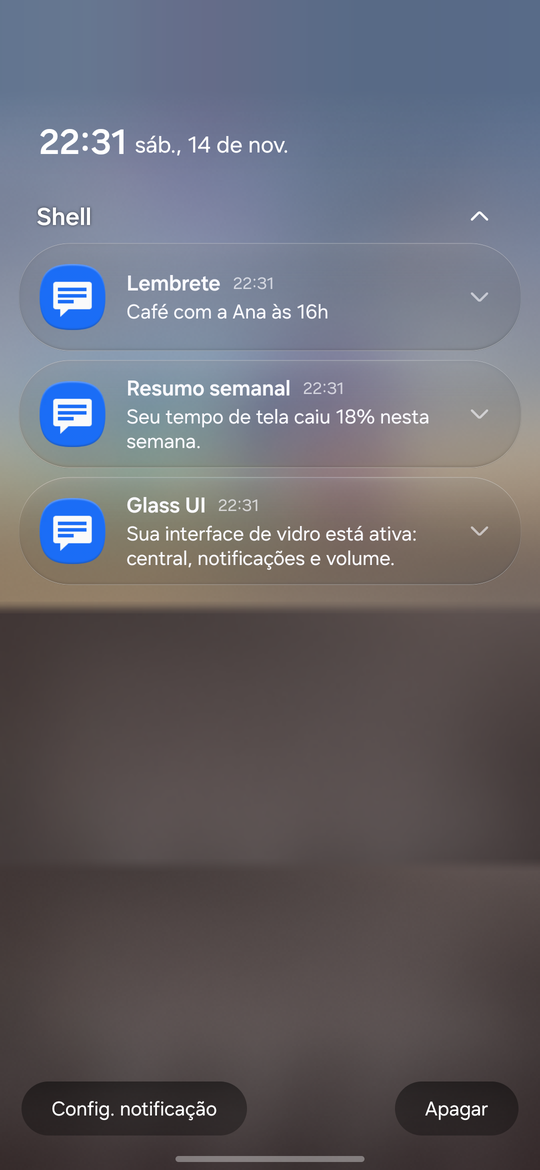 22:31 sáb., 14 de nov.
Shell
Lembrete 22:31
Café com a Ana às 16h
Resumo semanal 22:31
Seu tempo de tela caiu 18% nesta
semana.
Glass UI 22:31
Sua interface de vidro está ativa:
central, notificações e volume.
Config. notificação
Apagar